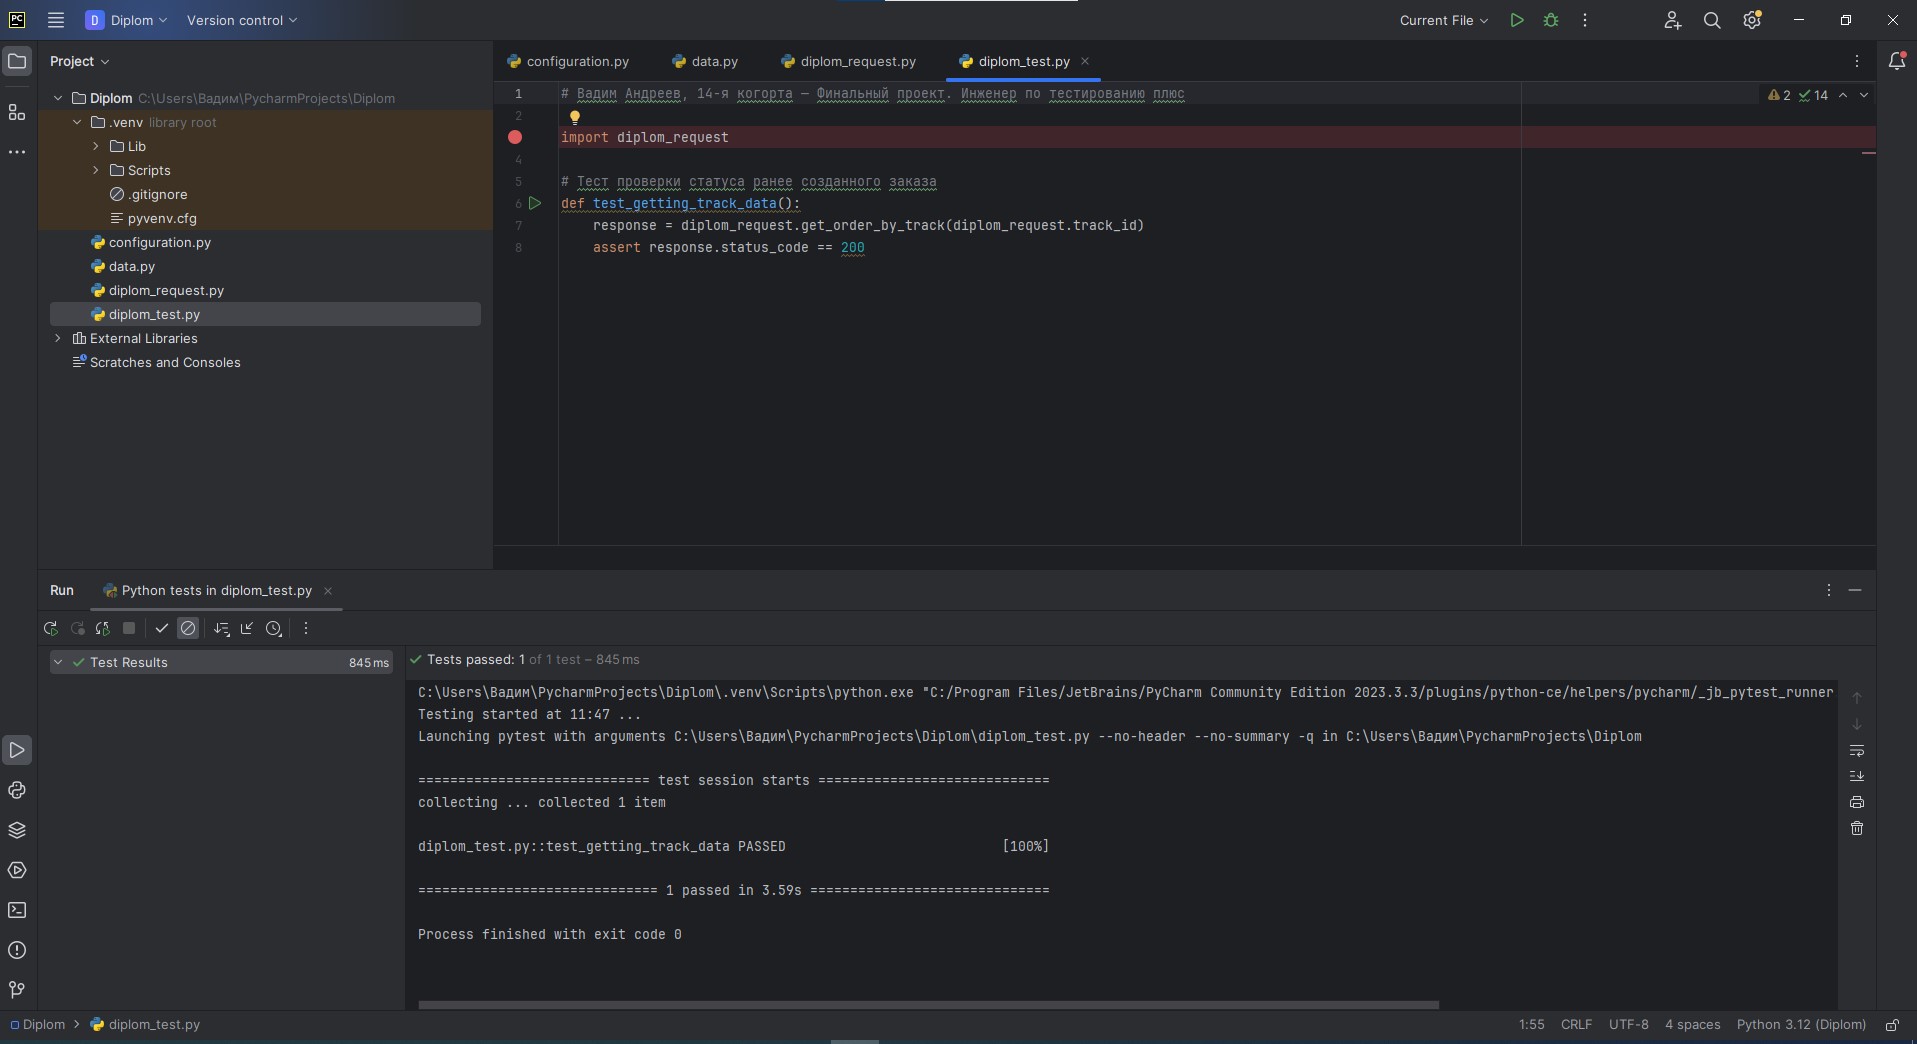 PC
D Diplom Version control
Current File
Project
configuration.py data.py diplom_request.py diplom_test.py
Diplom C:\Users\Вадим\PycharmProjects\Diplom
.venv library root
Lib
Scripts
.gitignore
pyvenv.cfg
configuration.py
data.py
diplom_request.py
diplom_test.py
External Libraries
Scratches and Consoles
1 # Вадим Андреев, 14-я когорта — Финальный проект. Инженер по тестированию плюс
2 14
2
import diplom_request
4
5 # Тест проверки статуса ранее созданного заказа
6 def test_getting_track_data():
7 response = diplom_request.get_order_by_track(diplom_request.track_id)
8 assert response.status_code == 200
Run Python tests in diplom_test.py
Test Results 845 ms
Tests passed: 1 of 1 test – 845 ms
C:\Users\Вадим\PycharmProjects\Diplom\.venv\Scripts\python.exe "C:/Program Files/JetBrains/PyCharm Community Edition 2023.3.3/plugins/python-ce/helpers/pycharm/_jb_pytest_runner
Testing started at 11:47 ...
Launching pytest with arguments C:\Users\Вадим\PycharmProjects\Diplom\diplom_test.py --no-header --no-summary -q in C:\Users\Вадим\PycharmProjects\Diplom
============================= test session starts =============================
collecting ... collected 1 item
diplom_test.py::test_getting_track_data PASSED [100%]
============================== 1 passed in 3.59s ==============================
Process finished with exit code 0
Diplom diplom_test.py
1:55 CRLF UTF-8 4 spaces Python 3.12 (Diplom)